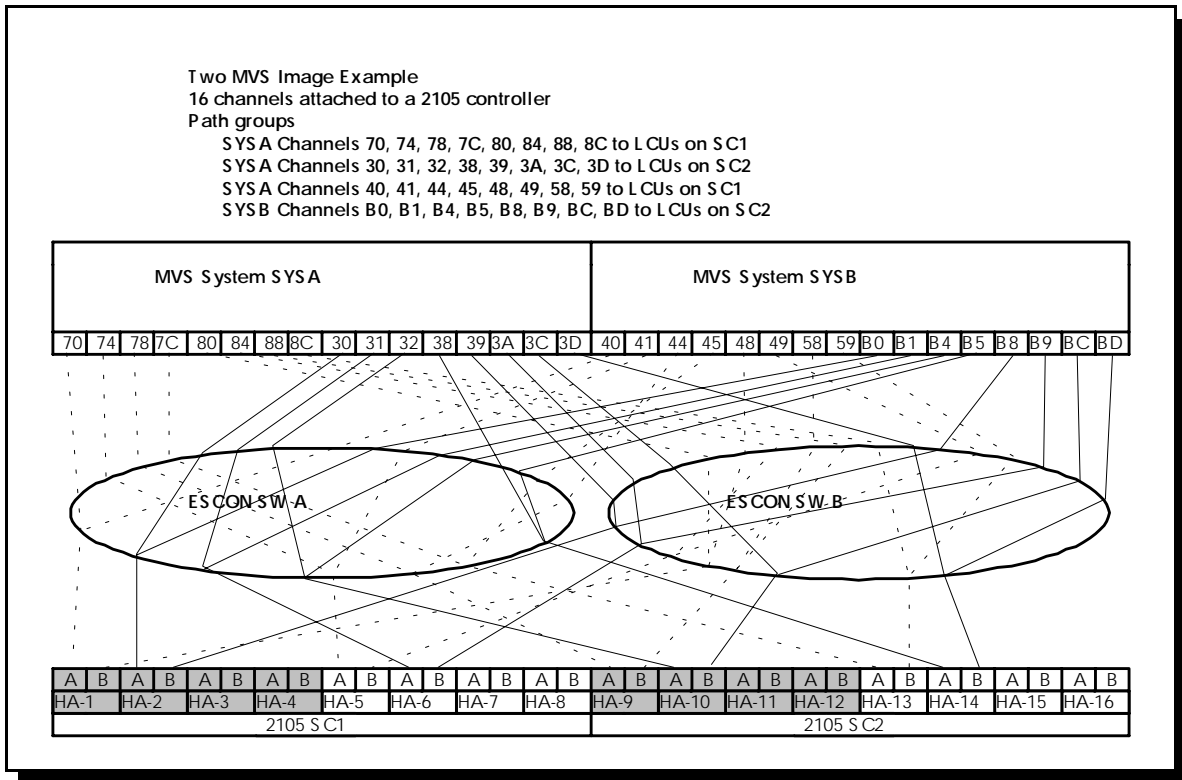 Two MVS Image Example
16 channels attached to a 2105 controller
Path groups
SYSA Channels 70, 74, 78, 7C, 80, 84, 88, 8C to LCUs on SC1
SYSA Channels 30, 31, 32, 38, 39, 3A, 3C, 3D to LCUs on SC2
SYSA Channels 40, 41, 44, 45, 48, 49, 58, 59 to LCUs on SC1
SYSB Channels B0, B1, B4, B5, B8, B9, BC, BD to LCUs on SC2
MVS System SYSA MVS System SYSB
70 74 78 7C 80 84 88 8C 30 31 32 38 39 3A 3C 3D 40 41 44 45 48 49 58 59 B0 B1 B4 B5 B8 B9 BC BD
ESCON SW-A ESCON SW-B
A B A B A B A B A B A B A B A B A B A B A B A B A B A B A B A B
HA-1 HA-2 HA-3 HA-4 HA-5 HA-6 HA-7 HA-8 HA-9 HA-10 HA-11 HA-12 HA-13 HA-14 HA-15 HA-16
2105 SC1 2105 SC2